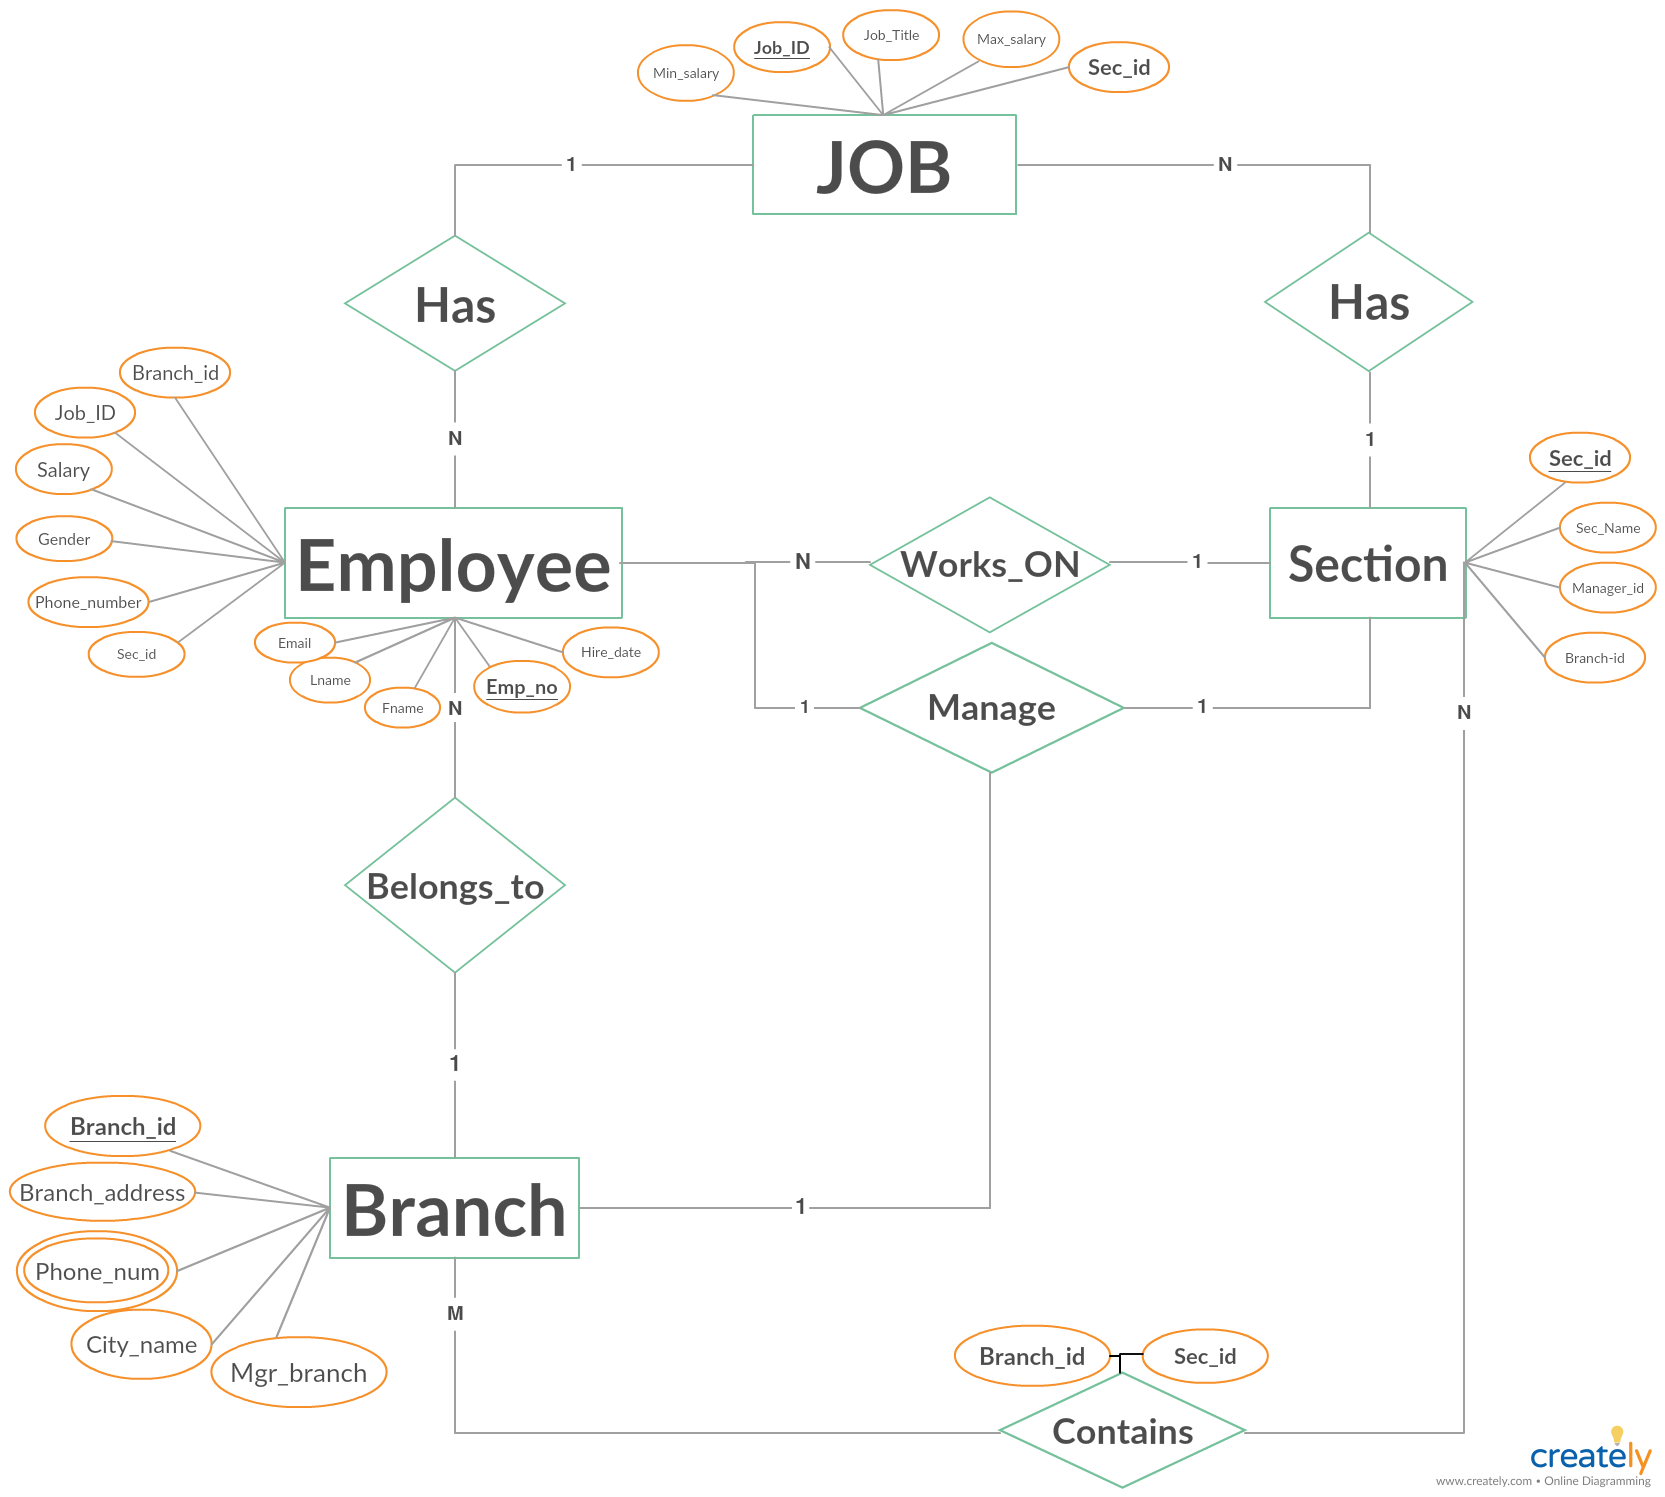 Min_salary
Job_ID
Job_Title
Max_salary
Sec_id
JOB
1
N
Has
Has
Branch_id
Job_ID
Salary
Gender
Phone_number
Sec_id
N
1
Employee
N
Works_ON
1
Section
Sec_id
Sec_Name
Manager_id
Branch-id
Email
Lname
Fname
Emp_no
Hire_date
N
1
Manage
1
N
Belongs_to
1
Branch_id
Branch_address
Phone_num
City_name
Mgr_branch
Branch
1
M
Branch_id
Sec_id
Contains
creately
www.creately.com • Online Diagramming